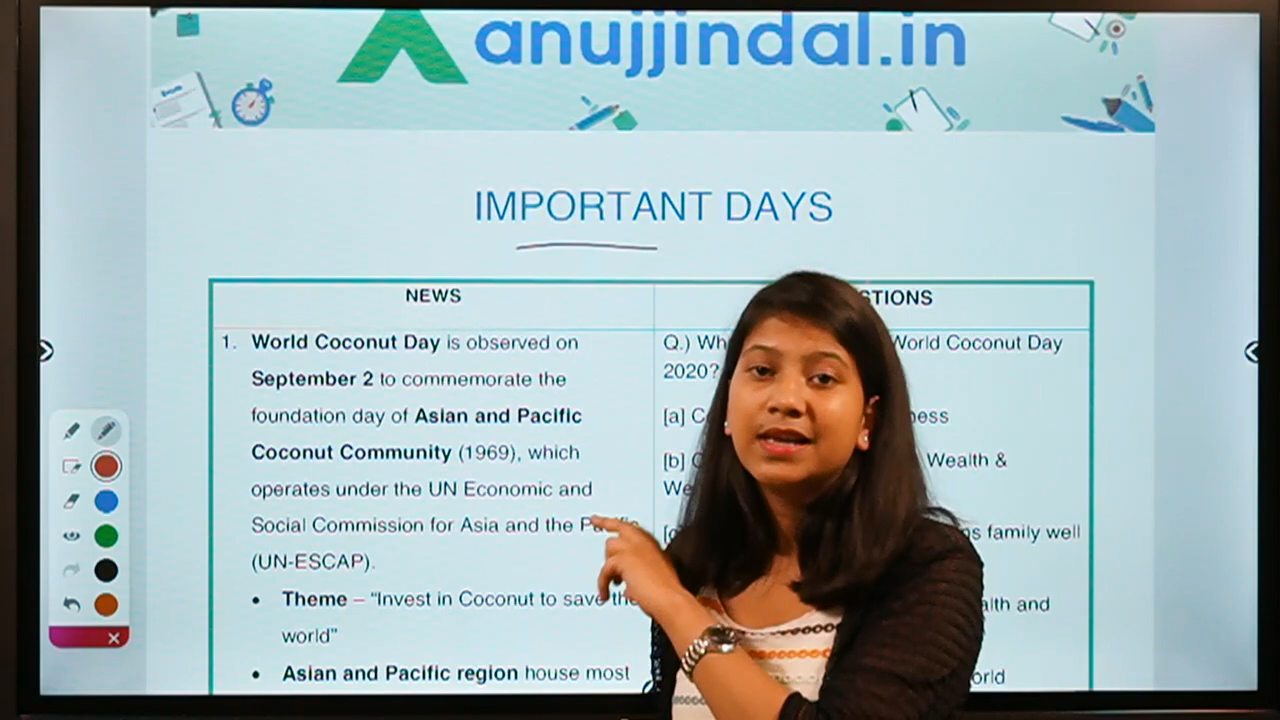 anujjindal.in
IMPORTANT DAYS
NEWS
1. World Coconut Day is observed on
September 2 to commemorate the
foundation day of Asian and Pacific
Coconut Community (1969), which
operates under the UN Economic and
Social Commission for Asia and the Pacific
(UN-ESCAP).
• Theme – “Invest in Coconut to save the
world”
• Asian and Pacific region house most
STIONS
Q.) Wh World Coconut Day
2020?
[a] C ness
[b] C Wealth &
We
[c s family well
alth and
orld